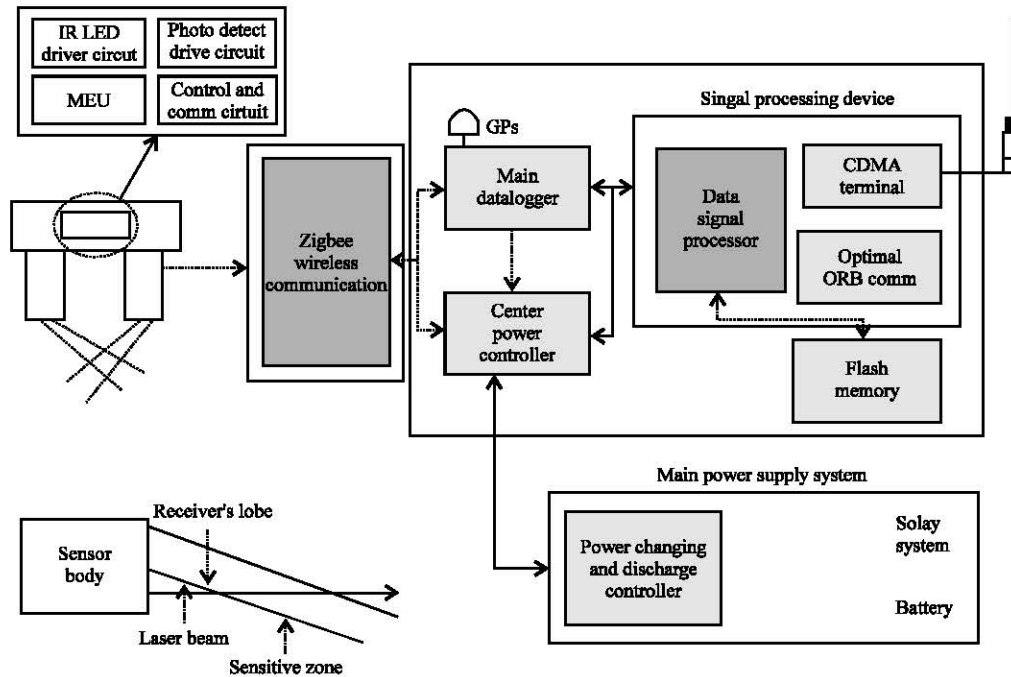 IR LED
driver circut
Photo detect
drive circuit
MEU
Control and
comm cirtuit
Singal processing device
GPs
Main
datalogger
Data
signal
processor
CDMA
terminal
Zigbee
wireless
communication
Optimal
ORB comm
Center
power
controller
Flash
memory
Main power supply system
Receiver's lobe
Sensor
body
Power changing
and discharge
controller
Solay
system
Battery
Laser beam
Sensitive zone